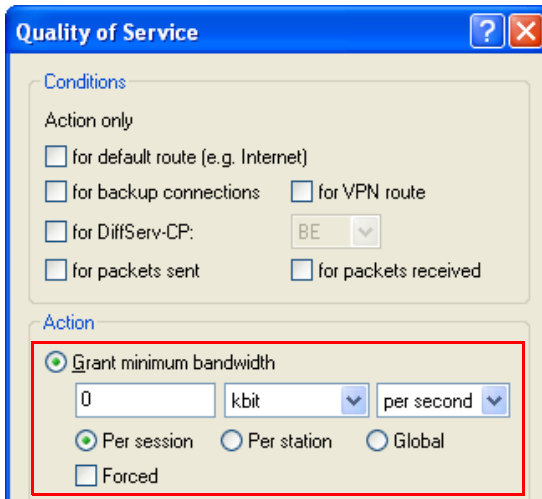 Quality of Service
Conditions
Action only
for default route (e.g. Internet)
for backup connections for VPN route
for DiffServ-CP: BE
for packets sent for packets received
Action
Grant minimum bandwidth
0 kbit per second
Per session Per station Global
Forced